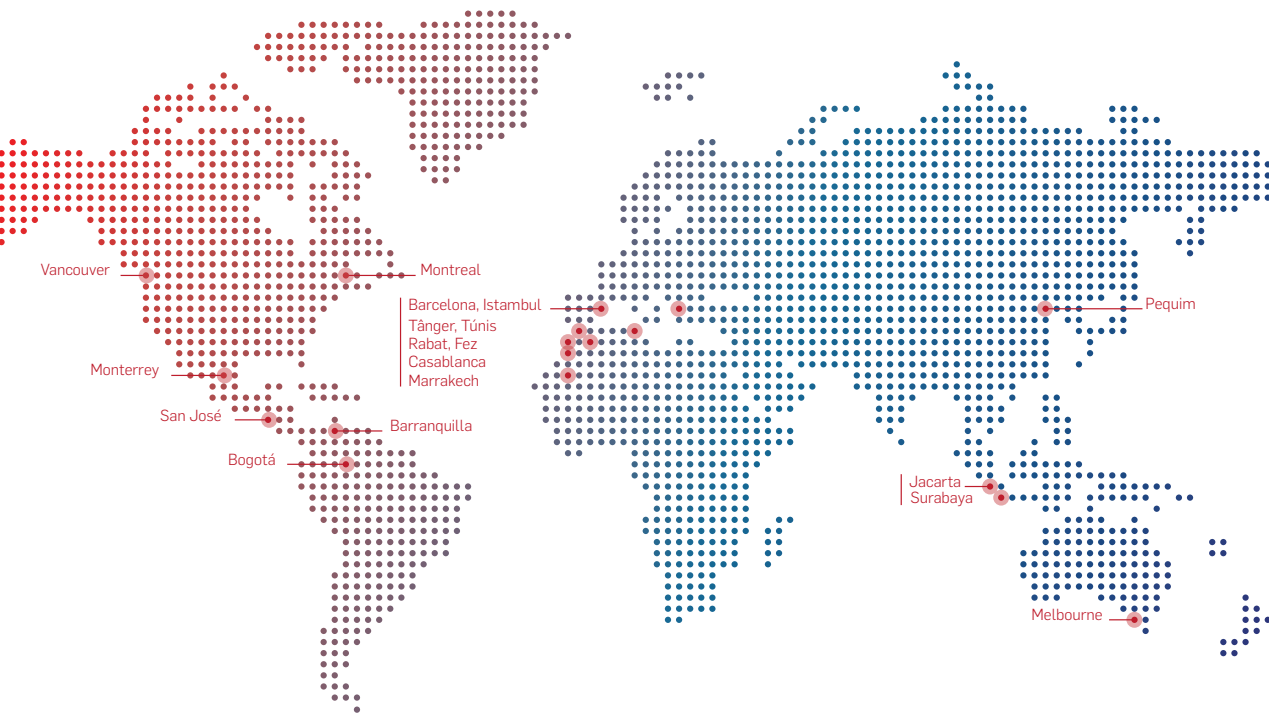 Vancouver
Montreal
Barcelona, Istambul
Tânger, Túnis
Rabat, Fez
Casablanca
Marrakech
Pequim
Monterrey
San José
Barranquilla
Bogotá
Jacarta
Surabaya
Melbourne